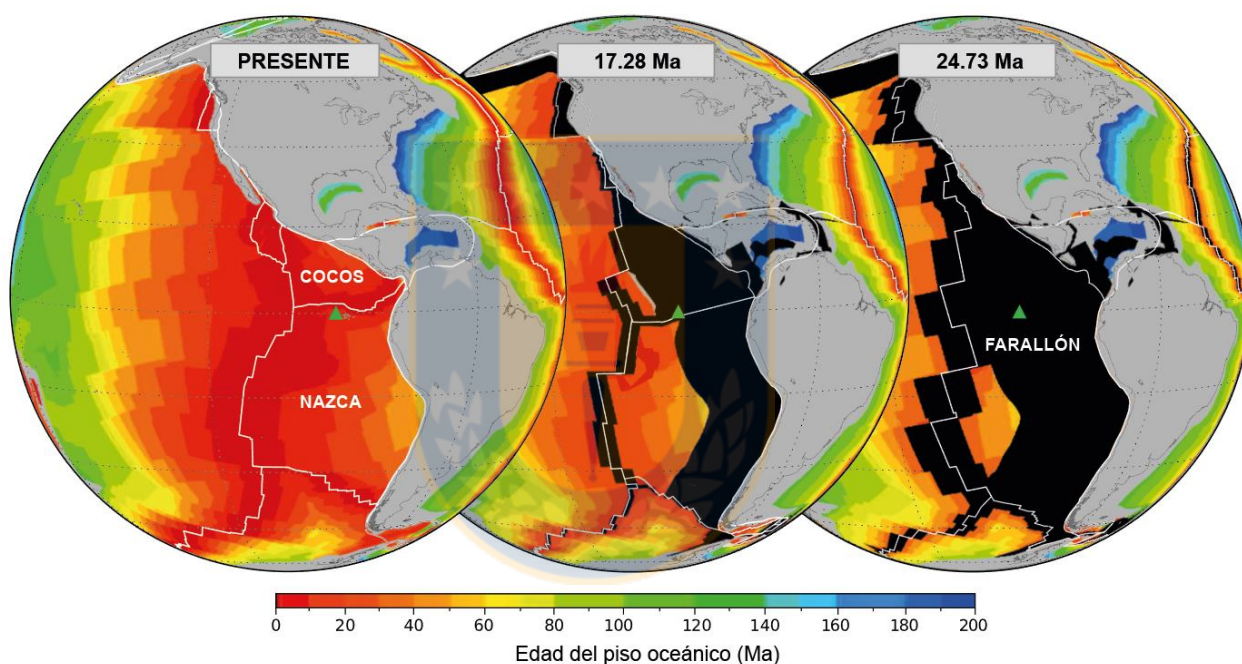 PRESENTE
17.28 Ma
24.73 Ma
COCOS
NAZCA
FARALLÓN
0 20 40 60 80 100 120 140 160 180 200
Edad del piso oceánico (Ma)